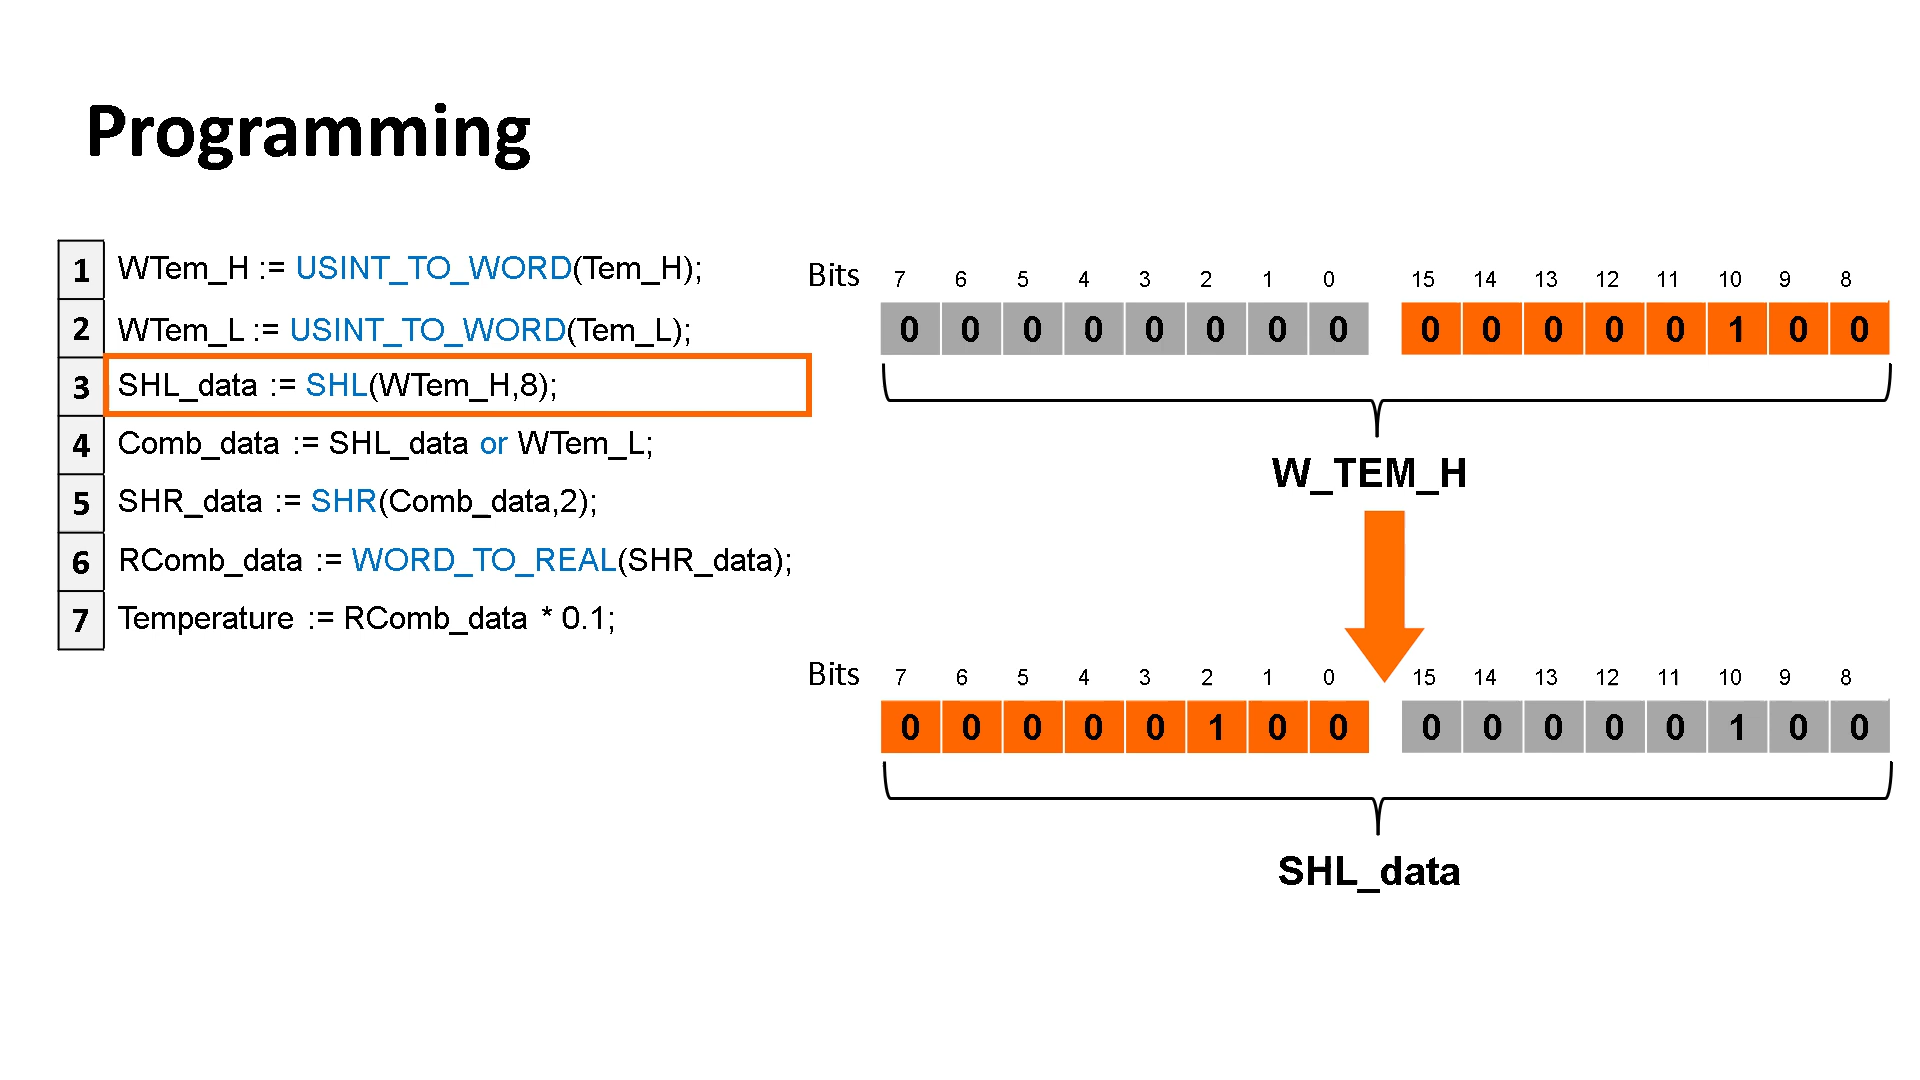 Programming
1 WTem_H := USINT_TO_WORD(Tem_H);
2 WTem_L := USINT_TO_WORD(Tem_L);
3 SHL_data := SHL(WTem_H,8);
4 Comb_data := SHL_data or WTem_L;
5 SHR_data := SHR(Comb_data,2);
6 RComb_data := WORD_TO_REAL(SHR_data);
7 Temperature := RComb_data * 0.1;
Bits 7 6 5 4 3 2 1 0 15 14 13 12 11 10 9 8
0 0 0 0 0 0 0 0 0 0 0 0 0 1 0 0
W_TEM_H
Bits 7 6 5 4 3 2 1 0 15 14 13 12 11 10 9 8
0 0 0 0 0 1 0 0 0 0 0 0 0 1 0 0
SHL_data